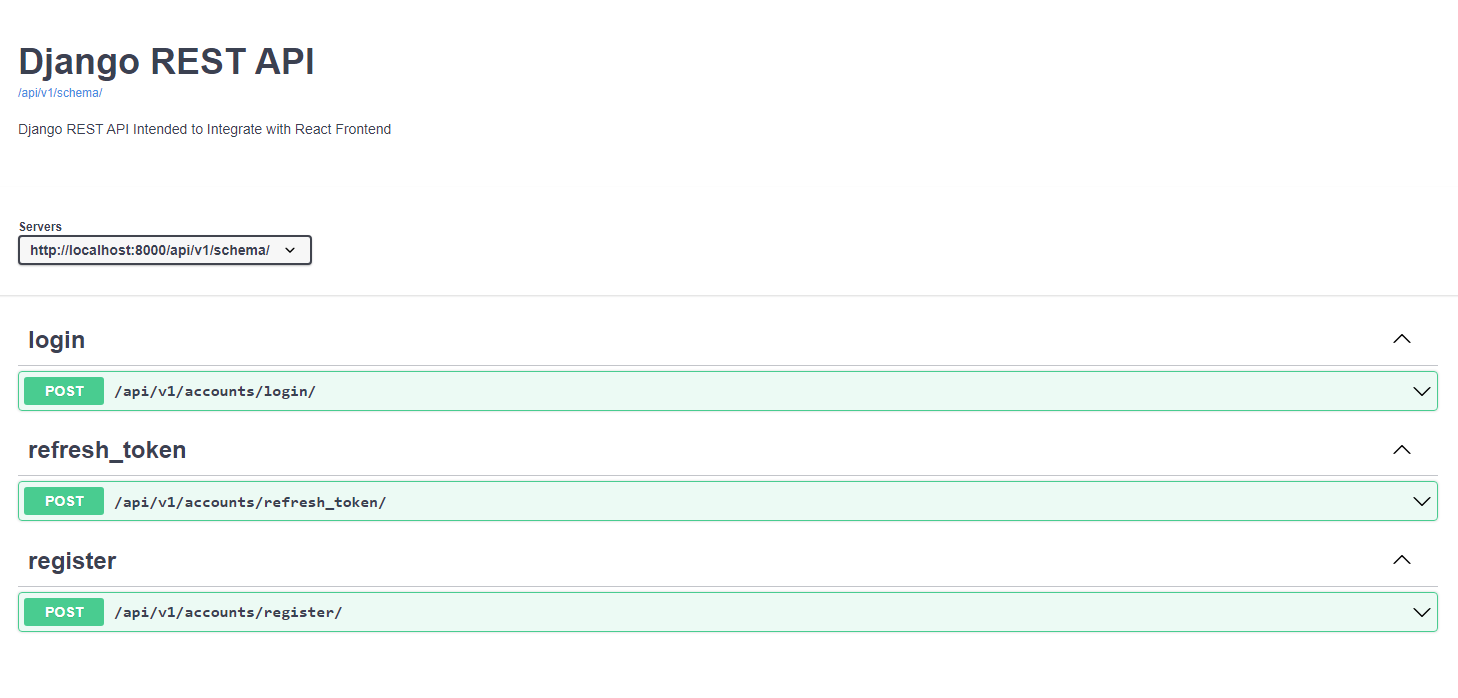 Django REST API
/api/v1/schema/
Django REST API Intended to Integrate with React Frontend
Servers
http://localhost:8000/api/v1/schema/
login
POST /api/v1/accounts/login/
refresh_token
POST /api/v1/accounts/refresh_token/
register
POST /api/v1/accounts/register/